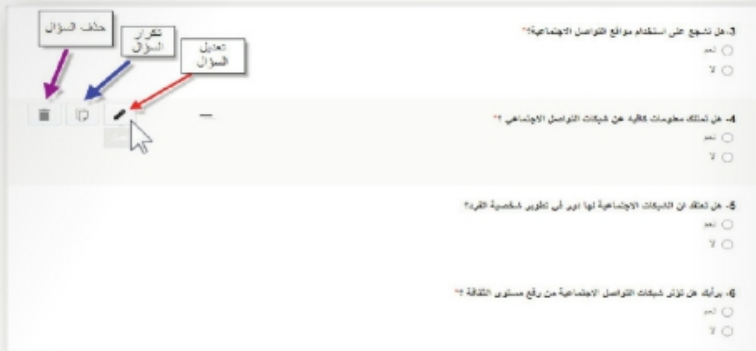 حذف السؤال
تكرار
السؤال
تعديل
السؤال
3. هل تشجع على استخدام مواقع التواصل الاجتماعية؟*
نعم
لا
4- هل تمتلك معلومات كافيه عن شبكات التواصل الاجتماعي ؟*
نعم
لا
5- هل تعتقد ان الشبكات الاجتماعية لها دور في تطوير شخصية الفرد؟
نعم
لا
6- برأيك هل تؤثر شبكات التواصل الاجتماعية من رفع مستوى الثقافة ؟*
نعم
لا